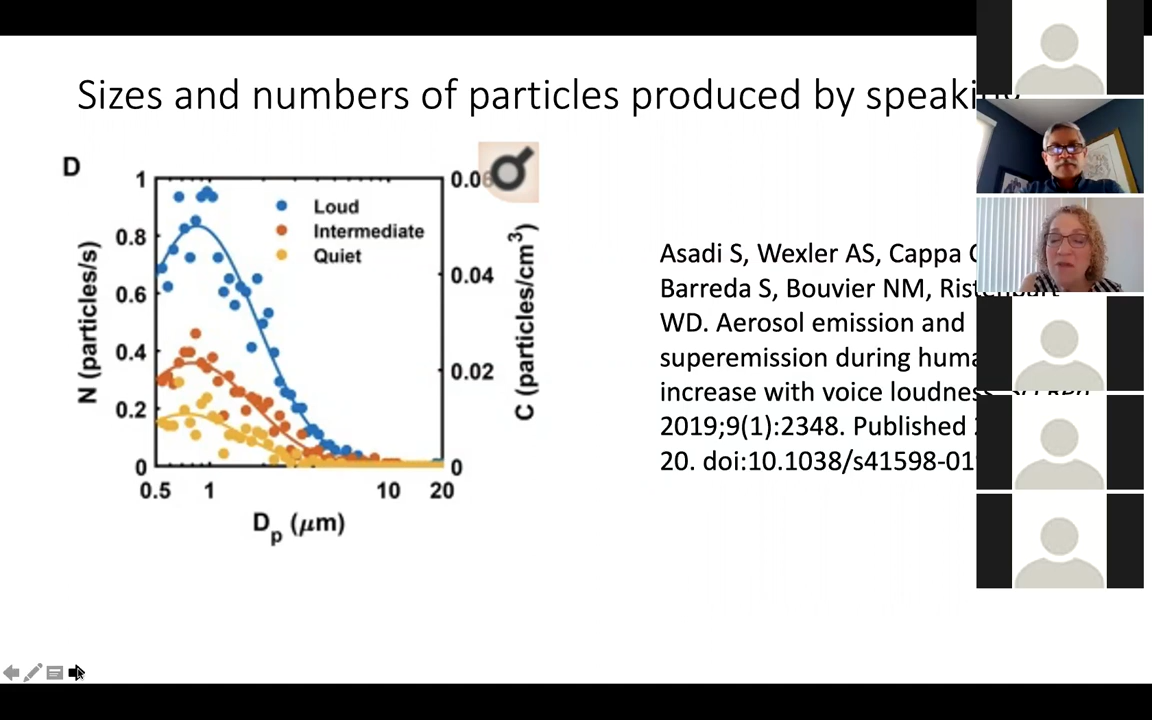 Sizes and numbers of particles produced by speaking
D
1
0.8
0.6
0.4
0.2
0
N (particles/s)
Loud
Intermediate
Quiet
0.04
0.02
0
C (particles/cm³)
0.5 1 10 20
Dp (μm)
Asadi S, Wexler AS, Cappa
Barreda S, Bouvier NM, Ristenpart
WD. Aerosol emission and
superemission during huma
increase with voice loudness.
2019;9(1):2348. Published
20. doi:10.1038/s41598-01